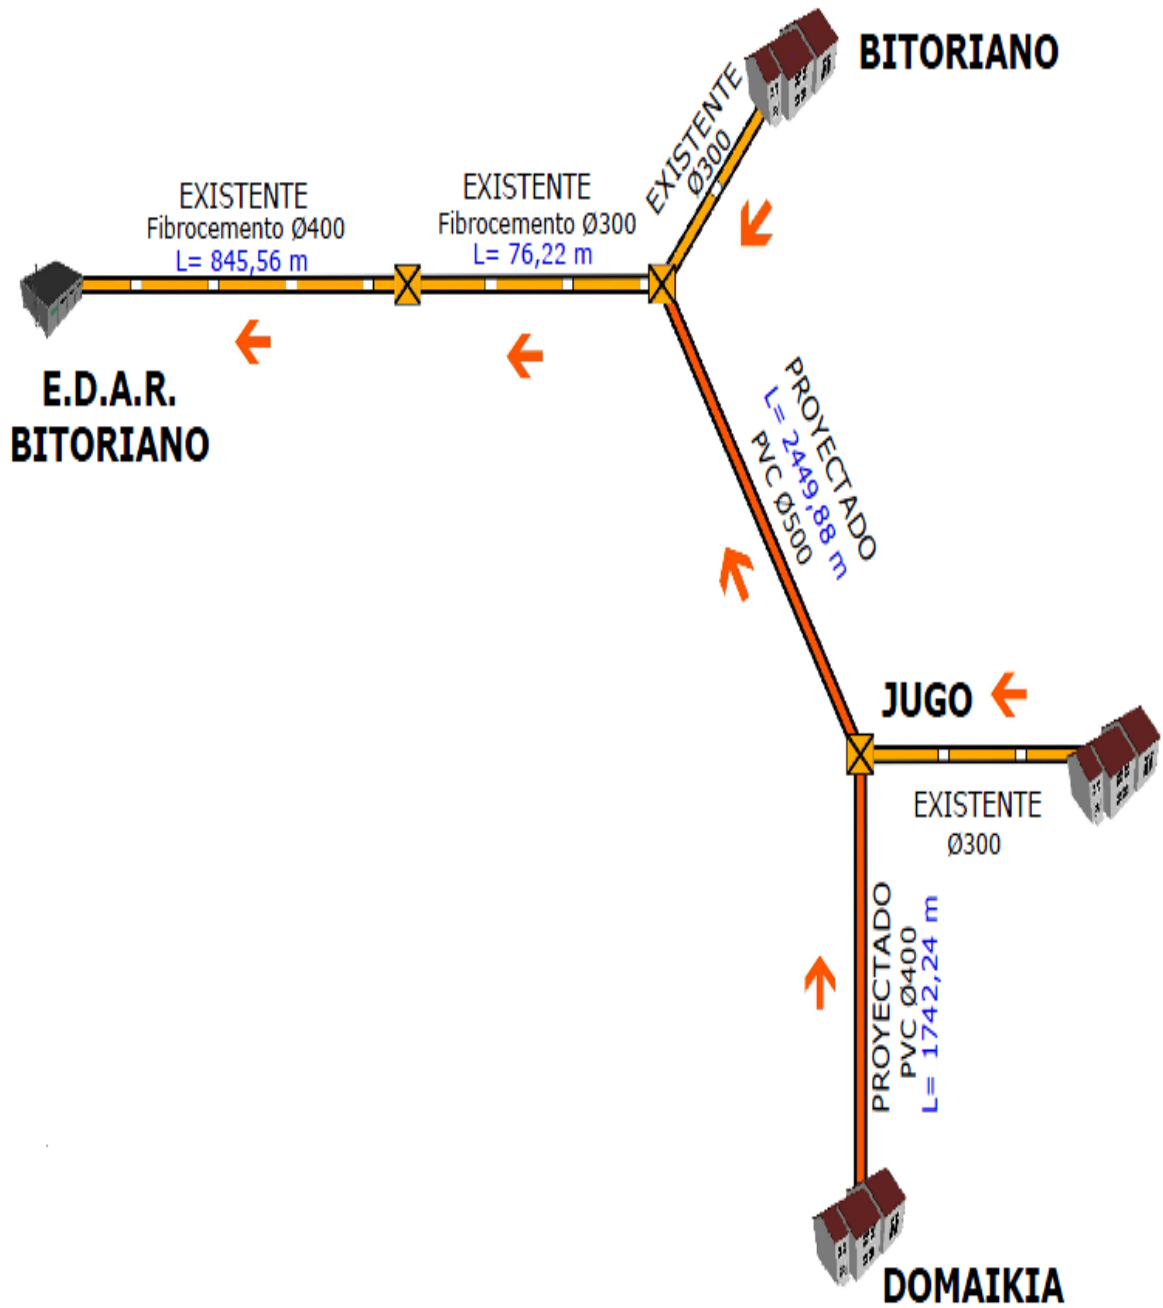 BITORIANO
EXISTENTE
Ø300
EXISTENTE
Fibrocemento Ø400
L= 845,56 m
EXISTENTE
Fibrocemento Ø300
L= 76,22 m
E.D.A.R.
BITORIANO
PROYECTADO
L= 2449,88 m
PVC Ø500
JUGO
EXISTENTE
Ø300
PROYECTADO
PVC Ø400
L= 1742,24 m
DOMAIKIA